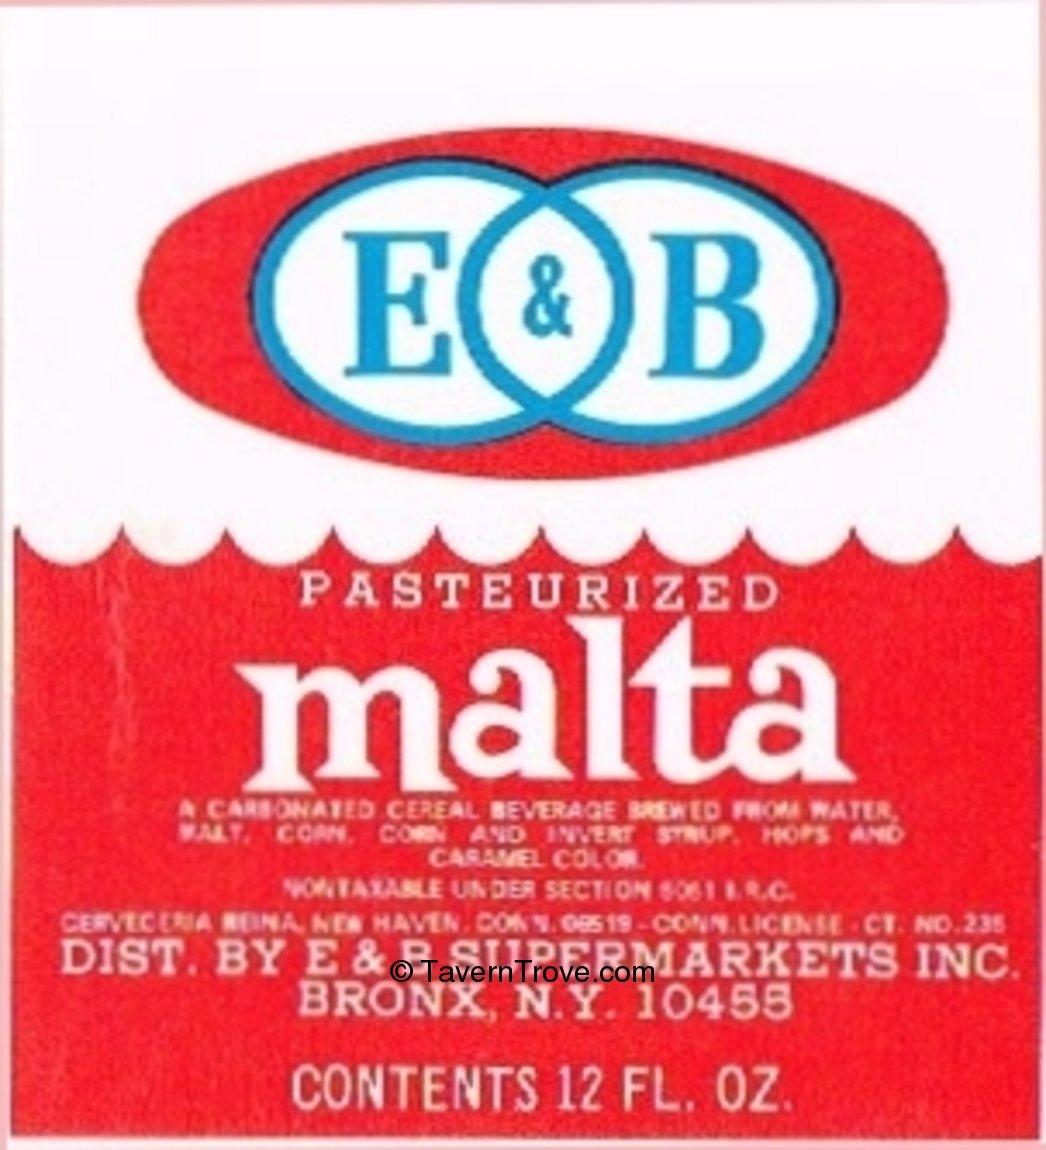 E & B
PASTEURIZED
malta
A CARBONATED CEREAL BEVERAGE BREWED FROM WATER,
MALT, CORN, CORN AND INVERT SYRUP, HOPS AND
CARAMEL COLOR.
NONTAXABLE UNDER SECTION 5051 I.R.C.
CERVECERIA REINA, NEW HAVEN, CONN. 06519 - CONN. LICENSE - CT. NO. 235
DIST. BY E & B SUPERMARKETS INC.
© TavernTrove.com
BRONX, N.Y. 10455
CONTENTS 12 FL. OZ.